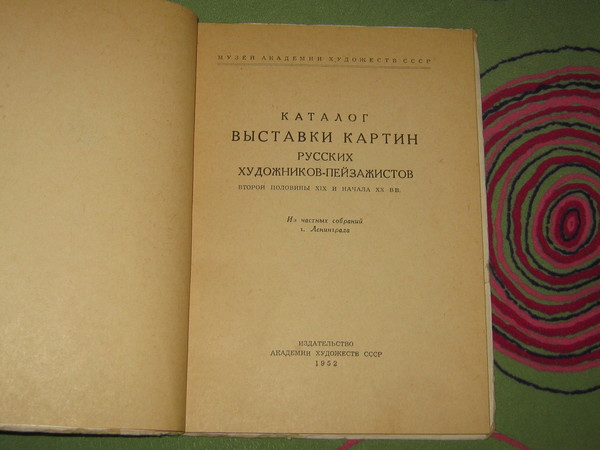 МУЗЕЙ АКАДЕМИИ ХУДОЖЕСТВ СССР
КАТАЛОГ
ВЫСТАВКИ КАРТИН
РУССКИХ
ХУДОЖНИКОВ-ПЕЙЗАЖИСТОВ
ВТОРОЙ ПОЛОВИНЫ XIX И НАЧАЛА XX ВВ.
Из частных собраний
г. Ленинграда
ИЗДАТЕЛЬСТВО
АКАДЕМИИ ХУДОЖЕСТВ СССР
1952